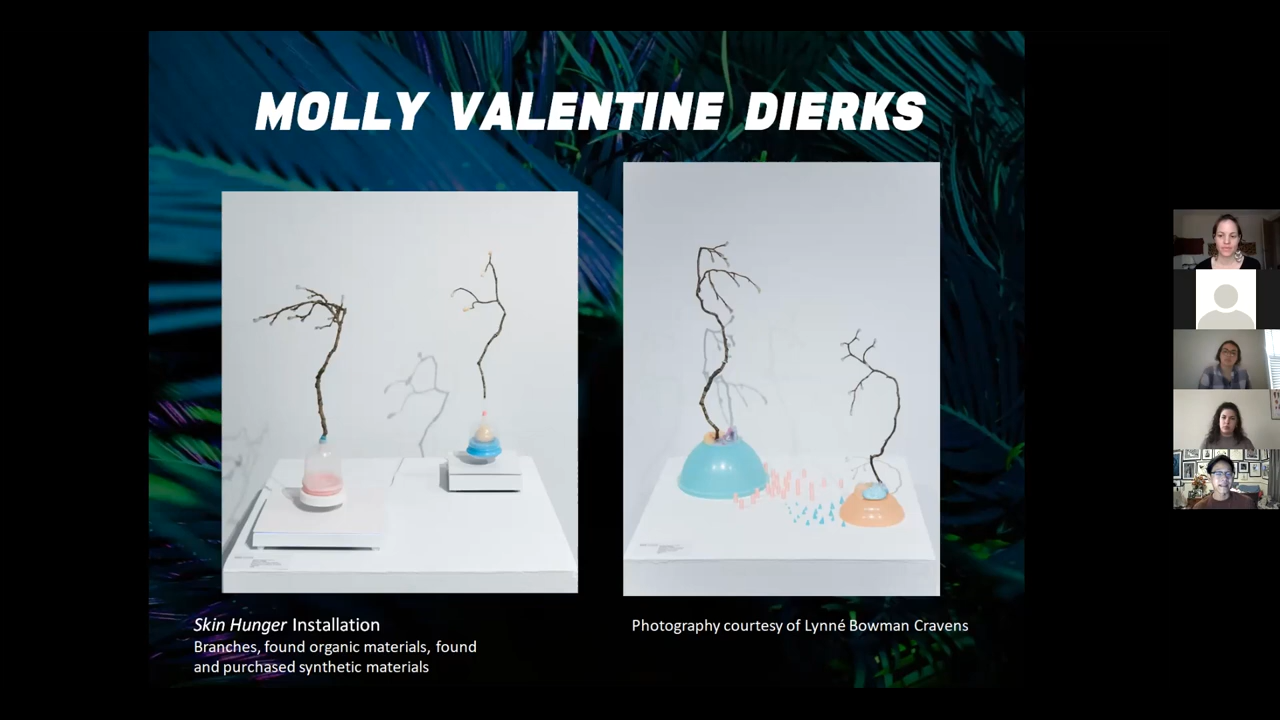 MOLLY VALENTINE DIERKS
Skin Hunger Installation
Branches, found organic materials, found
and purchased synthetic materials
Photography courtesy of Lynné Bowman Cravens